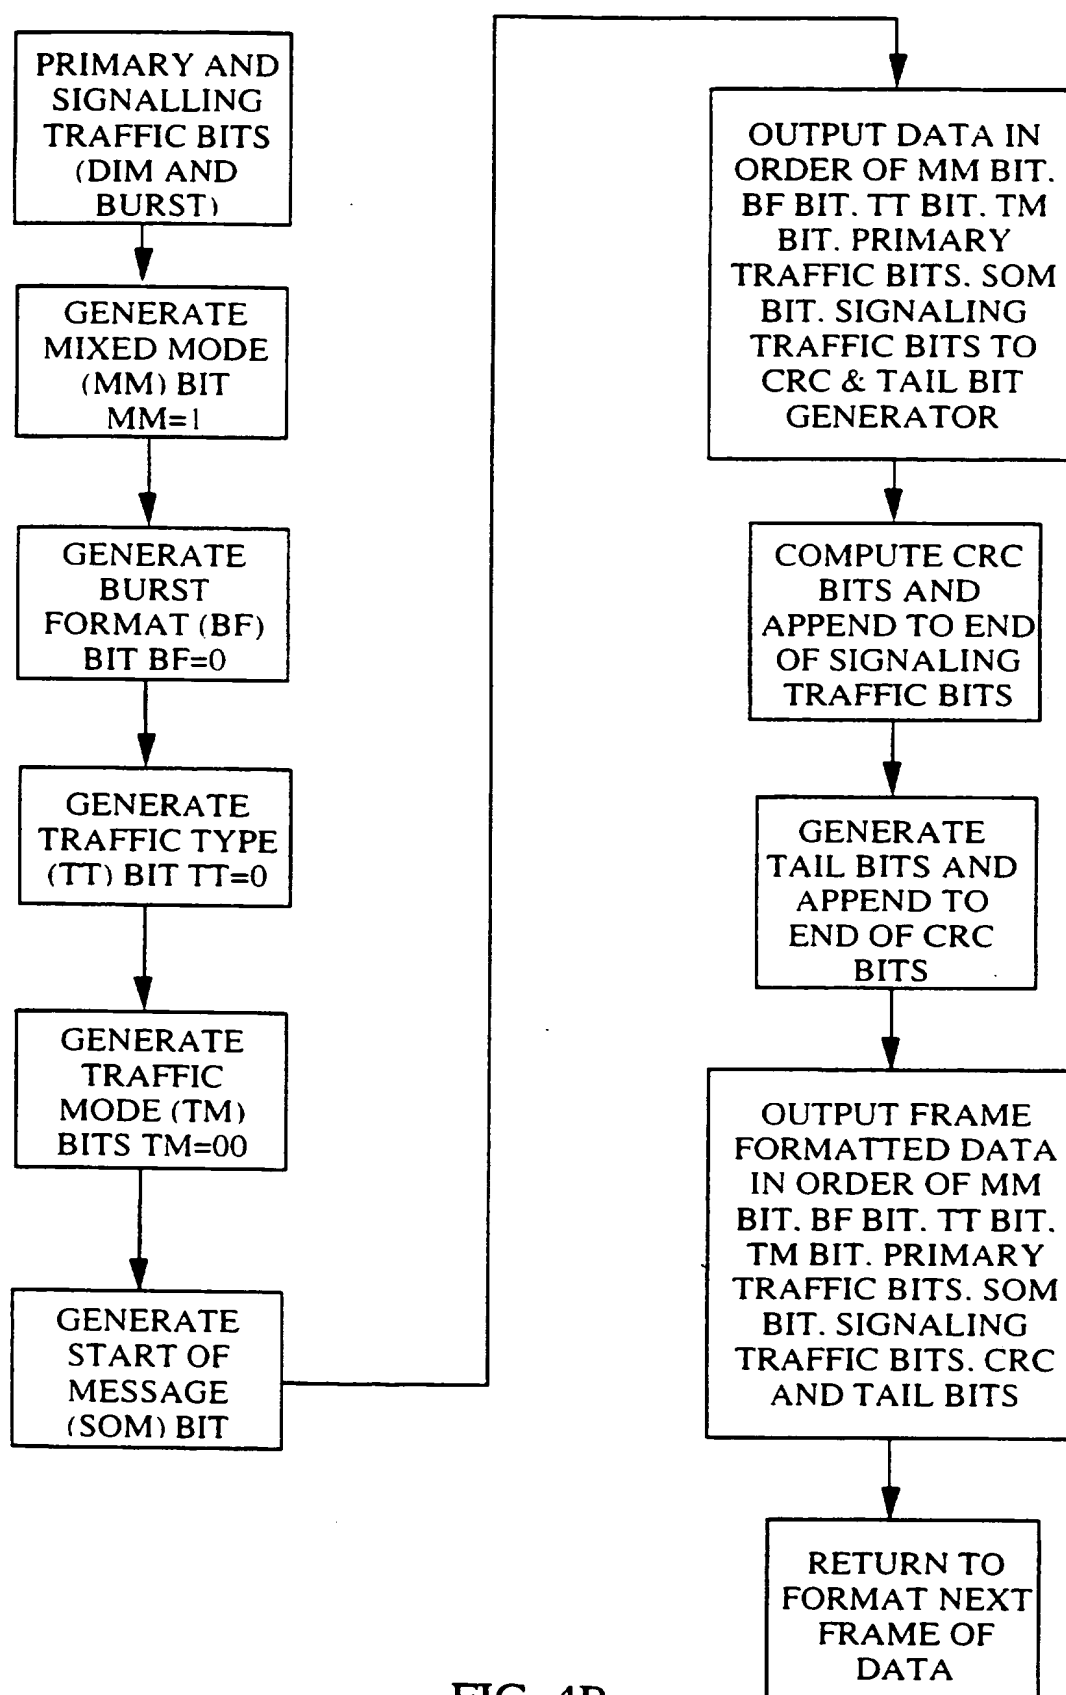 PRIMARY AND
SIGNALLING
TRAFFIC BITS
(DIM AND
BURST)
GENERATE
MIXED MODE
(MM) BIT
MM=1
GENERATE
BURST
FORMAT (BF)
BIT BF=0
GENERATE
TRAFFIC TYPE
(TT) BIT TT=0
GENERATE
TRAFFIC
MODE (TM)
BITS TM=00
GENERATE
START OF
MESSAGE
(SOM) BIT
OUTPUT DATA IN
ORDER OF MM BIT.
BF BIT. TT BIT. TM
BIT. PRIMARY
TRAFFIC BITS. SOM
BIT. SIGNALING
TRAFFIC BITS TO
CRC & TAIL BIT
GENERATOR
COMPUTE CRC
BITS AND
APPEND TO END
OF SIGNALING
TRAFFIC BITS
GENERATE
TAIL BITS AND
APPEND TO
END OF CRC
BITS
OUTPUT FRAME
FORMATTED DATA
IN ORDER OF MM
BIT. BF BIT. TT BIT.
TM BIT. PRIMARY
TRAFFIC BITS. SOM
BIT. SIGNALING
TRAFFIC BITS. CRC
AND TAIL BITS
RETURN TO
FORMAT NEXT
FRAME OF
DATA
FIG.